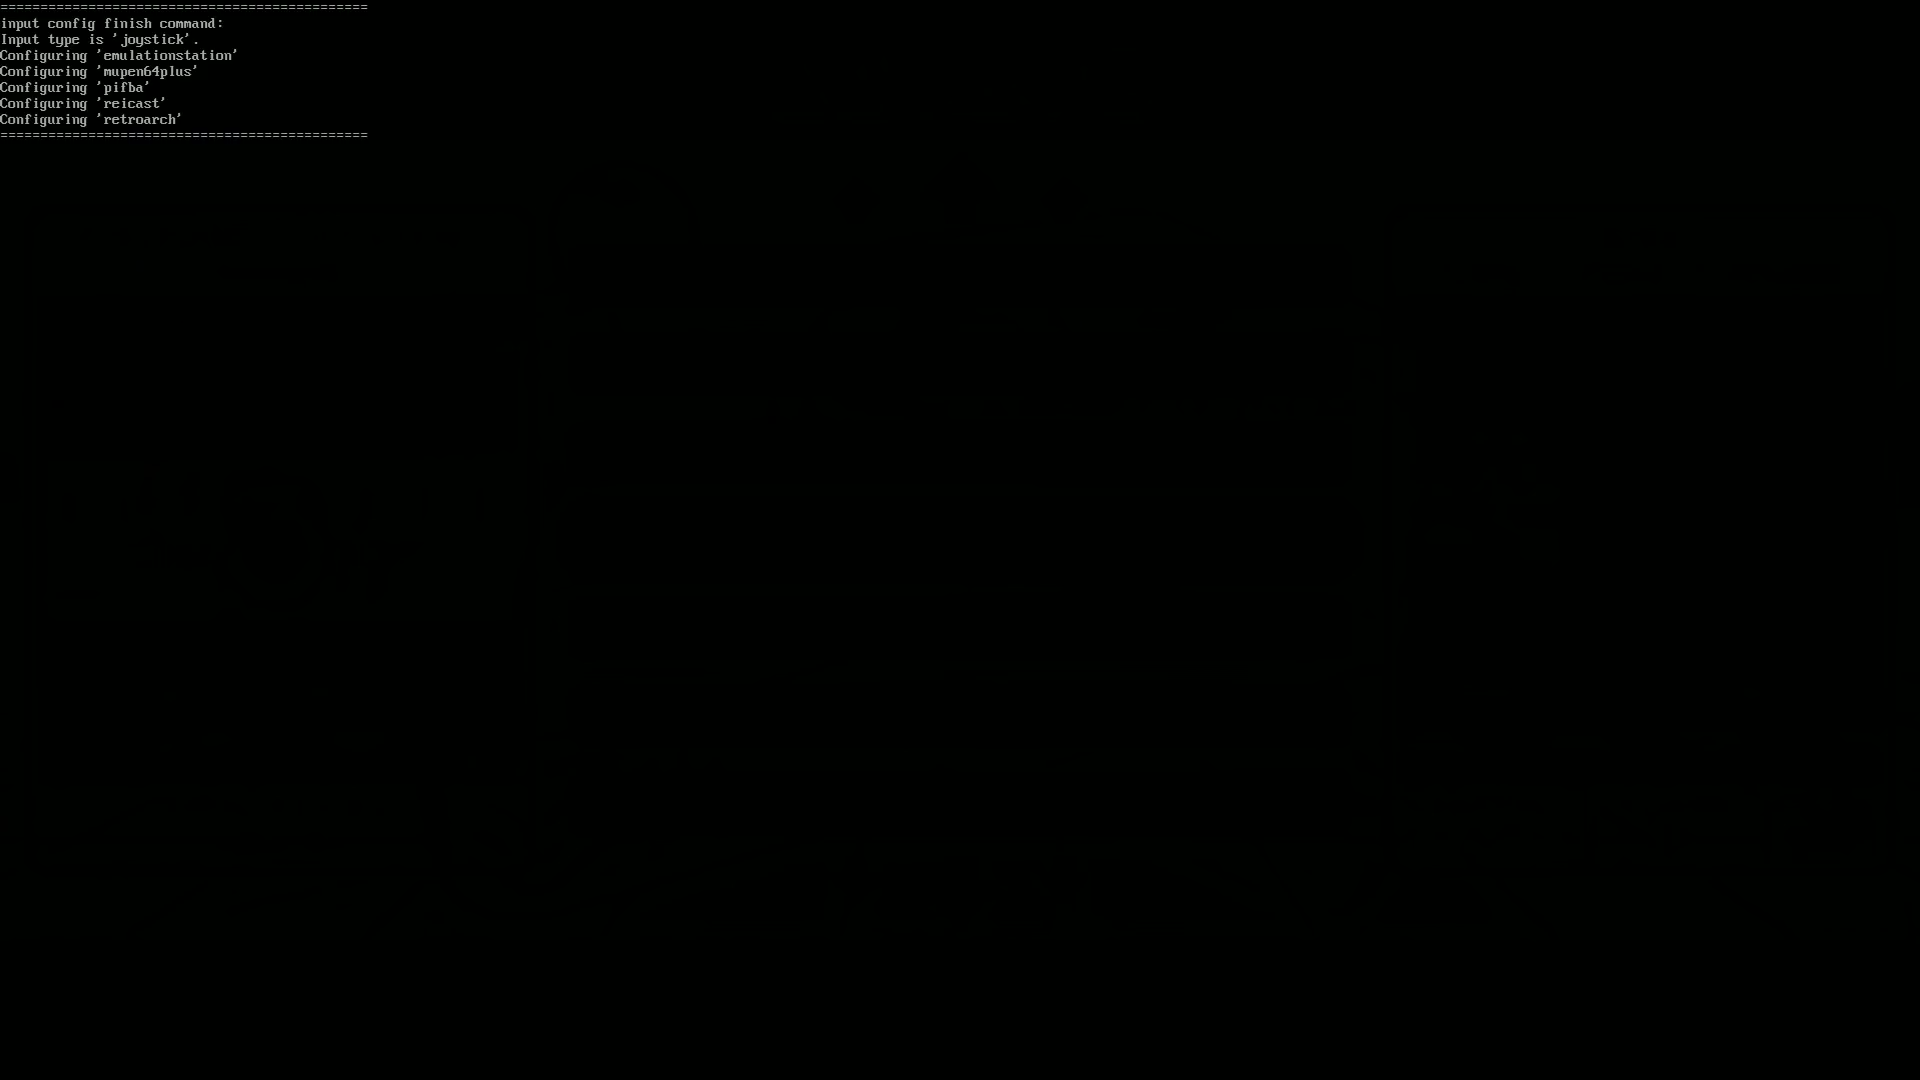 ==============================================
input config finish command:
Input type is 'joystick'.
Configuring 'emulationstation'
Configuring 'mupen64plus'
Configuring 'pifba'
Configuring 'reicast'
Configuring 'retroarch'
==============================================